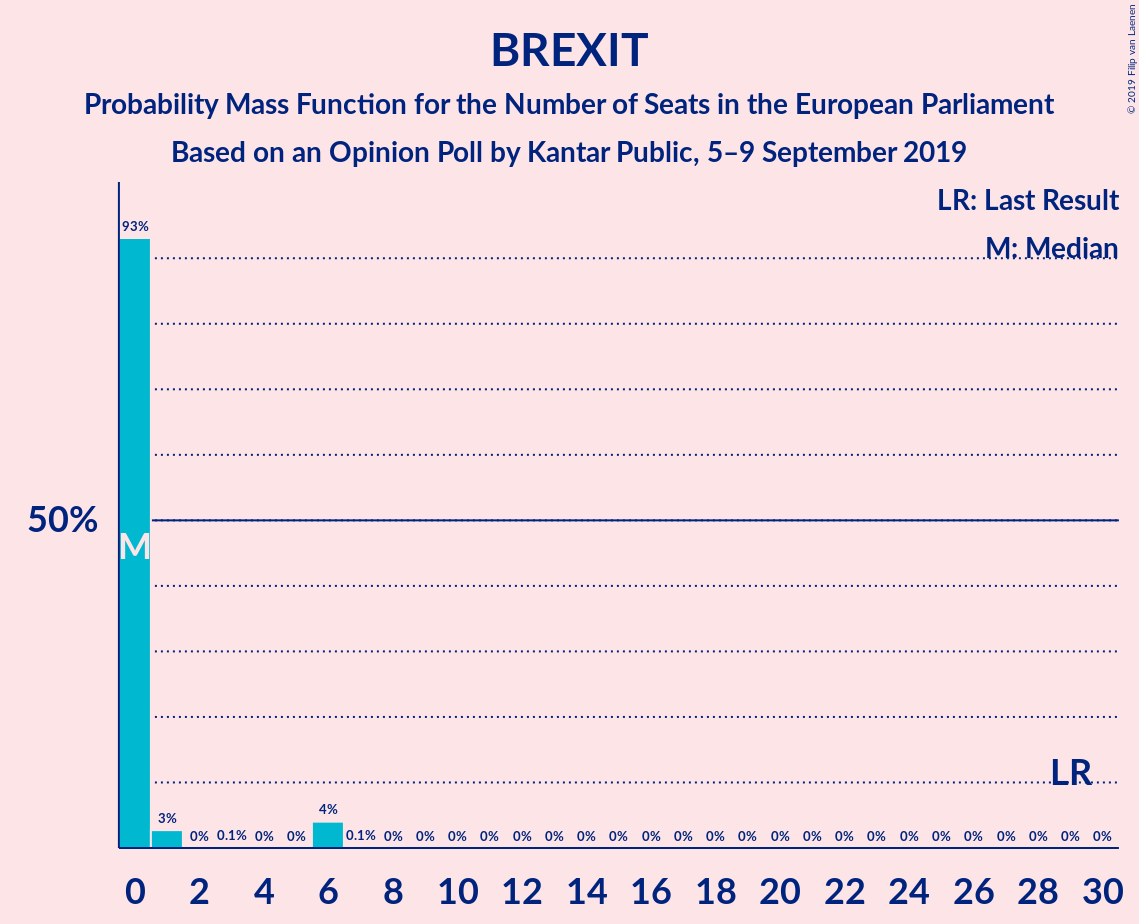 BREXIT
Probability Mass Function for the Number of Seats in the European Parliament
Based on an Opinion Poll by Kantar Public, 5–9 September 2019
© 2019 Filip van Laenen
LR: Last Result
M: Median
93%
50%
M
LR
3% 0% 0.1% 0% 0% 4% 0.1% 0% 0% 0% 0% 0% 0% 0% 0% 0% 0% 0% 0% 0% 0% 0% 0% 0% 0% 0% 0% 0% 0% 0%
0 2 4 6 8 10 12 14 16 18 20 22 24 26 28 30